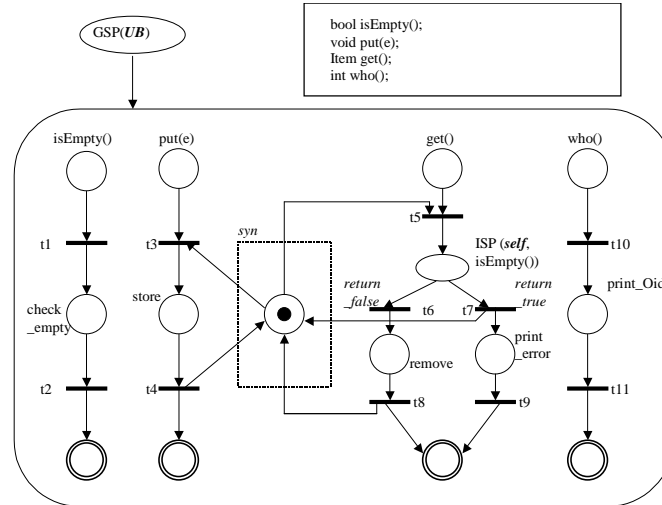 GSP(UB)
bool isEmpty();
void put(e);
Item get();
int who();
isEmpty()
put(e)
get()
who()
syn
t5
ISP (self,
isEmpty())
t1
t3
t10
return
_false
return
_true
print_Oid
check
_empty
store
t6
t7
remove
print
_error
t2
t4
t8
t9
t11